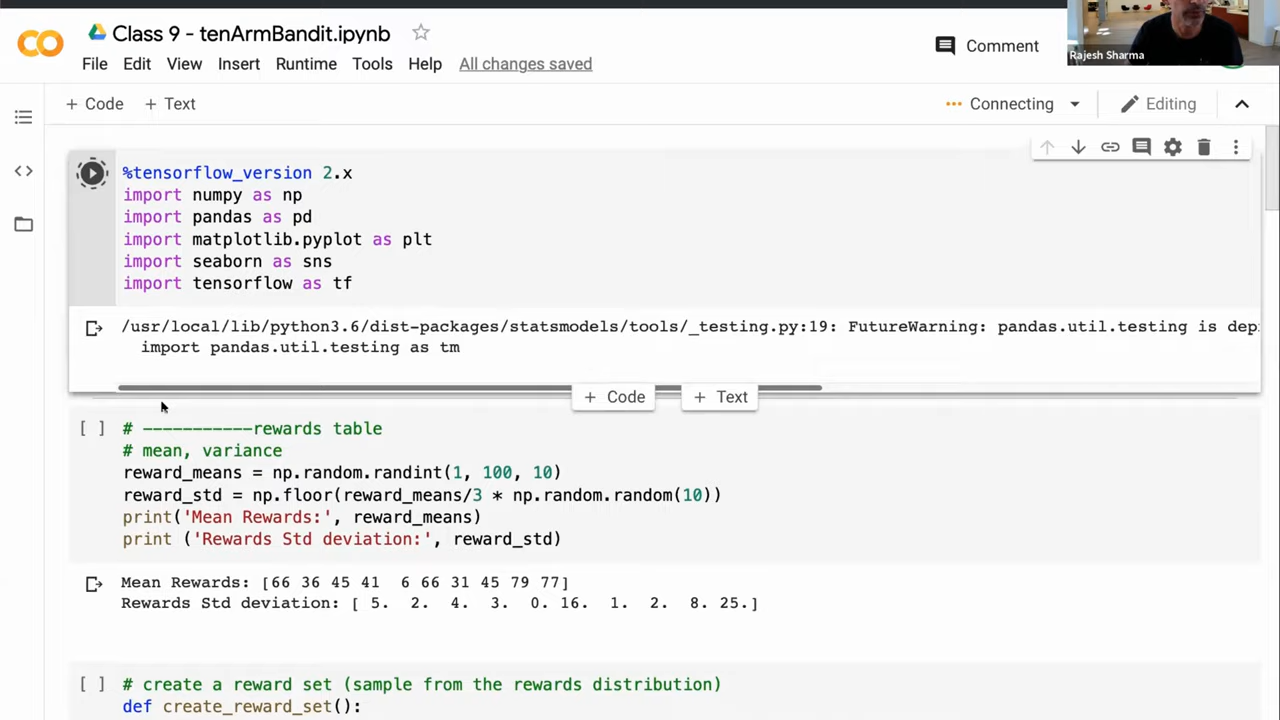 Class 9 - tenArmBandit.ipynb
Comment
Rajesh Sharma
File Edit View Insert Runtime Tools Help All changes saved
+ Code + Text
Connecting
Editing
%tensorflow_version 2.x
import numpy as np
import pandas as pd
import matplotlib.pyplot as plt
import seaborn as sns
import tensorflow as tf
/usr/local/lib/python3.6/dist-packages/statsmodels/tools/_testing.py:19: FutureWarning: pandas.util.testing is dep
import pandas.util.testing as tm
+ Code + Text
[ ] # -----------rewards table
# mean, variance
reward_means = np.random.randint(1, 100, 10)
reward_std = np.floor(reward_means/3 * np.random.random(10))
print('Mean Rewards:', reward_means)
print ('Rewards Std deviation:', reward_std)
Mean Rewards: [66 36 45 41  6 66 31 45 79 77]
Rewards Std deviation: [ 5.  2.  4.  3.  0. 16.  1.  2.  8. 25.]
[ ] # create a reward set (sample from the rewards distribution)
def create_reward_set():